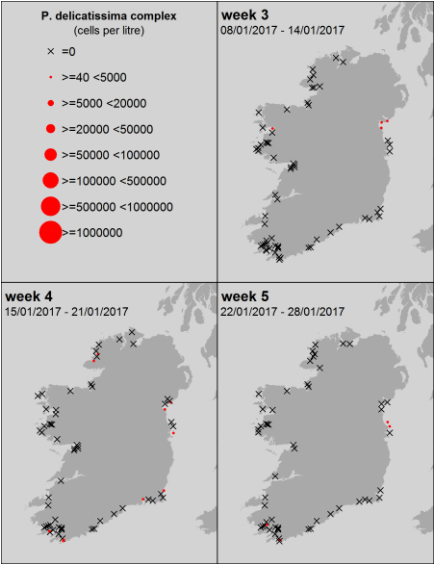 P. delicatissima complex
(cells per litre)
=0
>=40 <5000
>=5000 <20000
>=20000 <50000
>=50000 <100000
>=100000 <500000
>=500000 <1000000
>=1000000
week 3
08/01/2017 - 14/01/2017
week 4
15/01/2017 - 21/01/2017
week 5
22/01/2017 - 28/01/2017